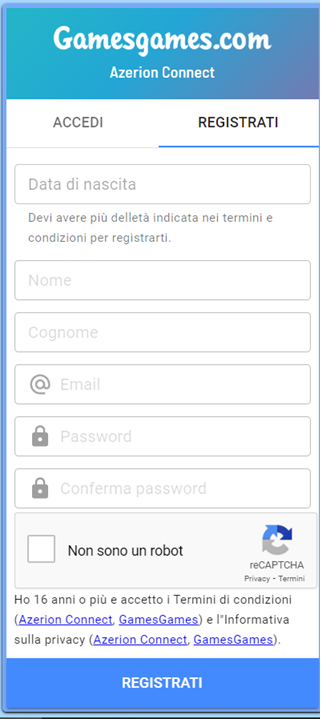 Gamesgames.com
Azerion Connect
ACCEDI REGISTRATI
Data di nascita
Devi avere più delletà indicata nei termini e
condizioni per registrarti.
Nome
Cognome
Email
Password
Conferma password
Non sono un robot
reCAPTCHA
Privacy - Termini
Ho 16 anni o più e accetto i Termini di condizioni
(Azerion Connect, GamesGames) e l"Informativa
sulla privacy (Azerion Connect, GamesGames).
REGISTRATI